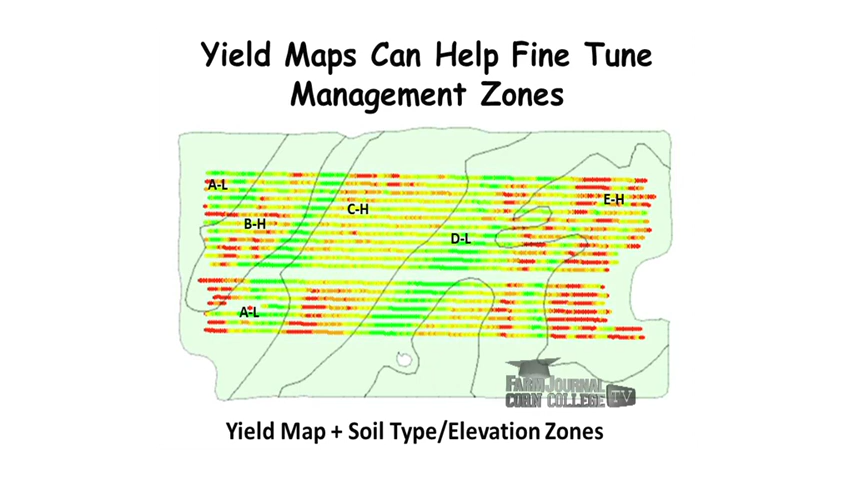 Yield Maps Can Help Fine Tune
Management Zones
A-L
B-H
C-H
D-L
E-H
A-L
FARM JOURNAL
CORN COLLEGE TV
Yield Map + Soil Type/Elevation Zones